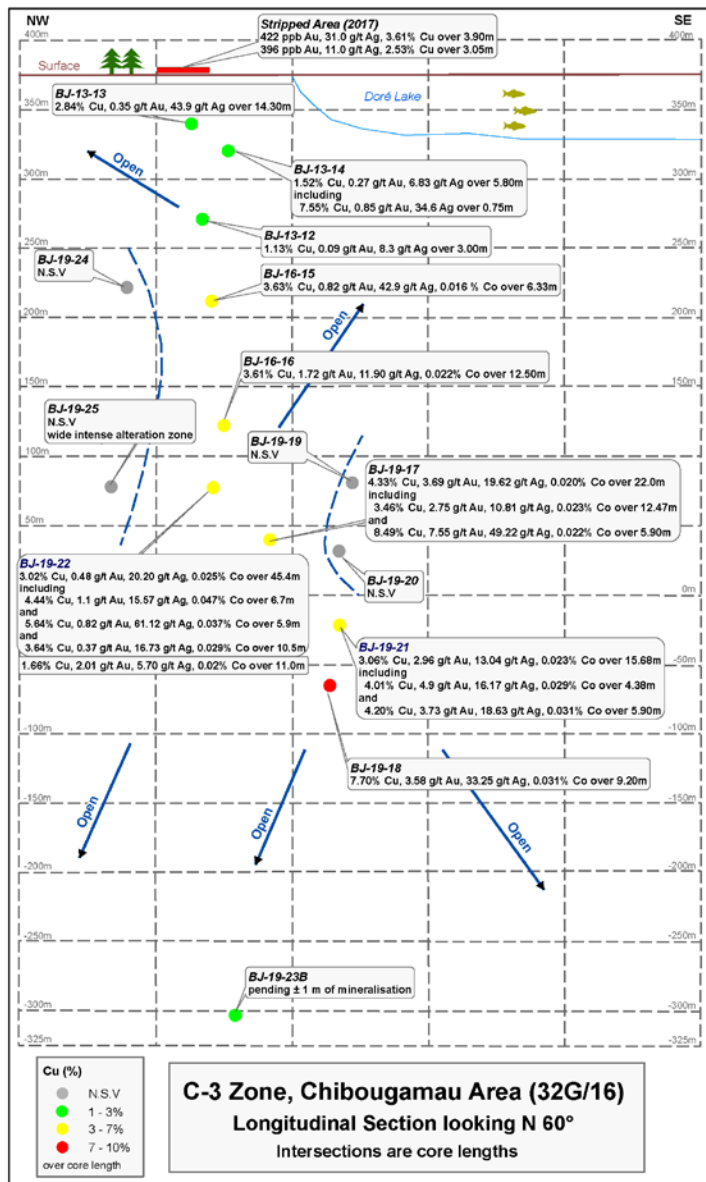 NW
SE
400m
400m
Stripped Area (2017)
422 ppb Au, 31.0 g/t Ag, 3.61% Cu over 3.90m
396 ppb Au, 11.0 g/t Ag, 2.53% Cu over 3.05m
Surface
350m
350m
BJ-13-13
2.84% Cu, 0.35 g/t Au, 43.9 g/t Ag over 14.30m
Doré Lake
Open
BJ-13-14
1.52% Cu, 0.27 g/t Au, 6.83 g/t Ag over 5.80m
including
7.55% Cu, 0.85 g/t Au, 34.6 g/t Ag over 0.75m
300m
300m
BJ-13-12
1.13% Cu, 0.09 g/t Au, 8.3 g/t Ag over 3.00m
250m
250m
BJ-19-24
N.S.V
BJ-16-15
3.63% Cu, 0.82 g/t Au, 42.9 g/t Ag, 0.016 % Co over 6.33m
200m
200m
Open
BJ-16-16
3.61% Cu, 1.72 g/t Au, 11.90 g/t Ag, 0.022% Co over 12.50m
150m
150m
BJ-19-25
N.S.V
wide intense alteration zone
BJ-19-19
N.S.V
100m
100m
BJ-19-17
4.33% Cu, 3.69 g/t Au, 19.62 g/t Ag, 0.020% Co over 22.0m
including
3.46% Cu, 2.75 g/t Au, 10.81 g/t Ag, 0.023% Co over 12.47m
and
8.49% Cu, 7.55 g/t Au, 49.22 g/t Ag, 0.022% Co over 5.90m
50m
50m
BJ-19-22
3.02% Cu, 0.48 g/t Au, 20.20 g/t Ag, 0.025% Co over 45.4m
including
4.44% Cu, 1.1 g/t Au, 15.57 g/t Ag, 0.047% Co over 6.7m
and
5.64% Cu, 0.82 g/t Au, 61.12 g/t Ag, 0.037% Co over 5.9m
and
3.64% Cu, 0.37 g/t Au, 16.73 g/t Ag, 0.029% Co over 10.5m
1.66% Cu, 2.01 g/t Au, 5.70 g/t Ag, 0.02% Co over 11.0m
BJ-19-20
N.S.V
0m
BJ-19-21
3.06% Cu, 2.96 g/t Au, 13.04 g/t Ag, 0.023% Co over 15.68m
including
4.01% Cu, 4.9 g/t Au, 16.17 g/t Ag, 0.029% Co over 4.38m
and
4.20% Cu, 3.73 g/t Au, 18.63 g/t Ag, 0.031% Co over 5.90m
-50m
-100m
-100m
BJ-19-18
7.70% Cu, 3.58 g/t Au, 33.25 g/t Ag, 0.031% Co over 9.20m
-150m
-150m
Open
Open
Open
-200m
-200m
-250m
-250m
BJ-19-23B
pending ± 1 m of mineralisation
-300m
-300m
-325m
-325m
Cu (%)
N.S.V
1 - 3%
3 - 7%
7 - 10%
over core length
C-3 Zone, Chibougamau Area (32G/16)
Longitudinal Section looking N 60°
Intersections are core lengths